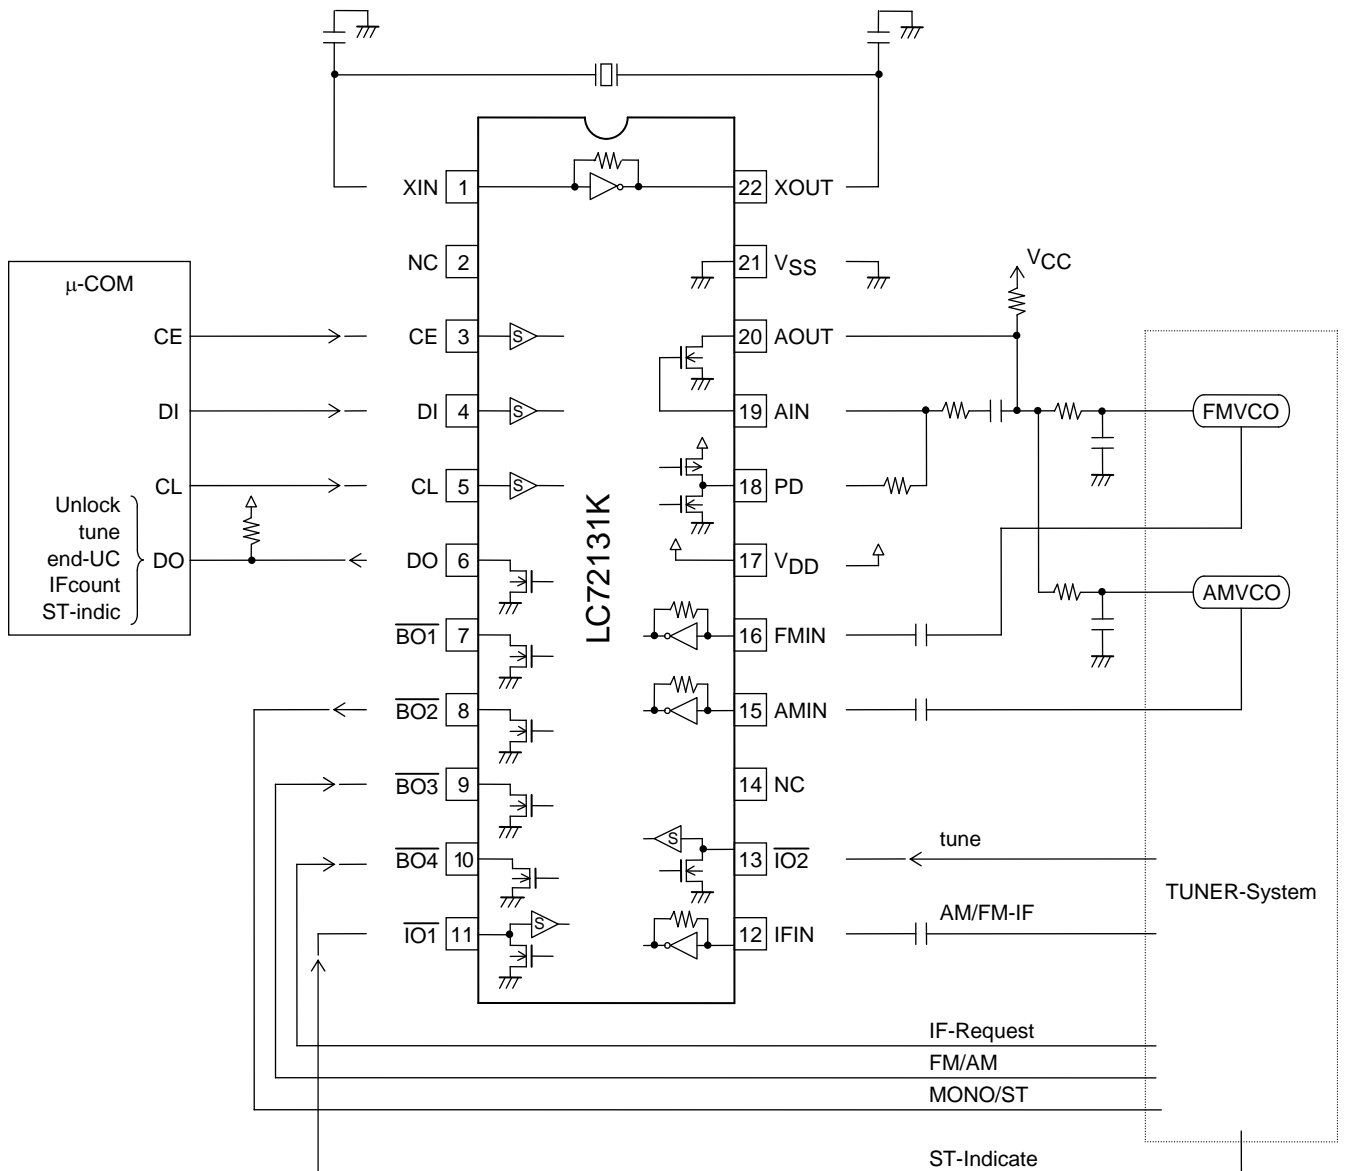 XIN 1
22 XOUT
NC 2
21 VSS
VCC
μ-COM
CE
CE 3
S
20 AOUT
DI
DI 4
S
19 AIN
FMVCO
CL
CL 5
S
18 PD
Unlock
tune
end-UC
IFcount
ST-indic
DO
DO 6
17 VDD
AMVCO
LC72131K
BO1 7
16 FMIN
BO2 8
15 AMIN
BO3 9
14 NC
BO4 10
S
13 IO2
tune
TUNER-System
IO1 11
S
12 IFIN
AM/FM-IF
IF-Request
FM/AM
MONO/ST
ST-Indicate